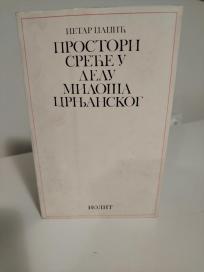 ПЕТАР ЏАЏИЋ
ПРОСТОРИ
СРЕЋЕ У
ДЕЛУ
МИЛОША
ЦРЊАНСКОГ
НОЛИТ